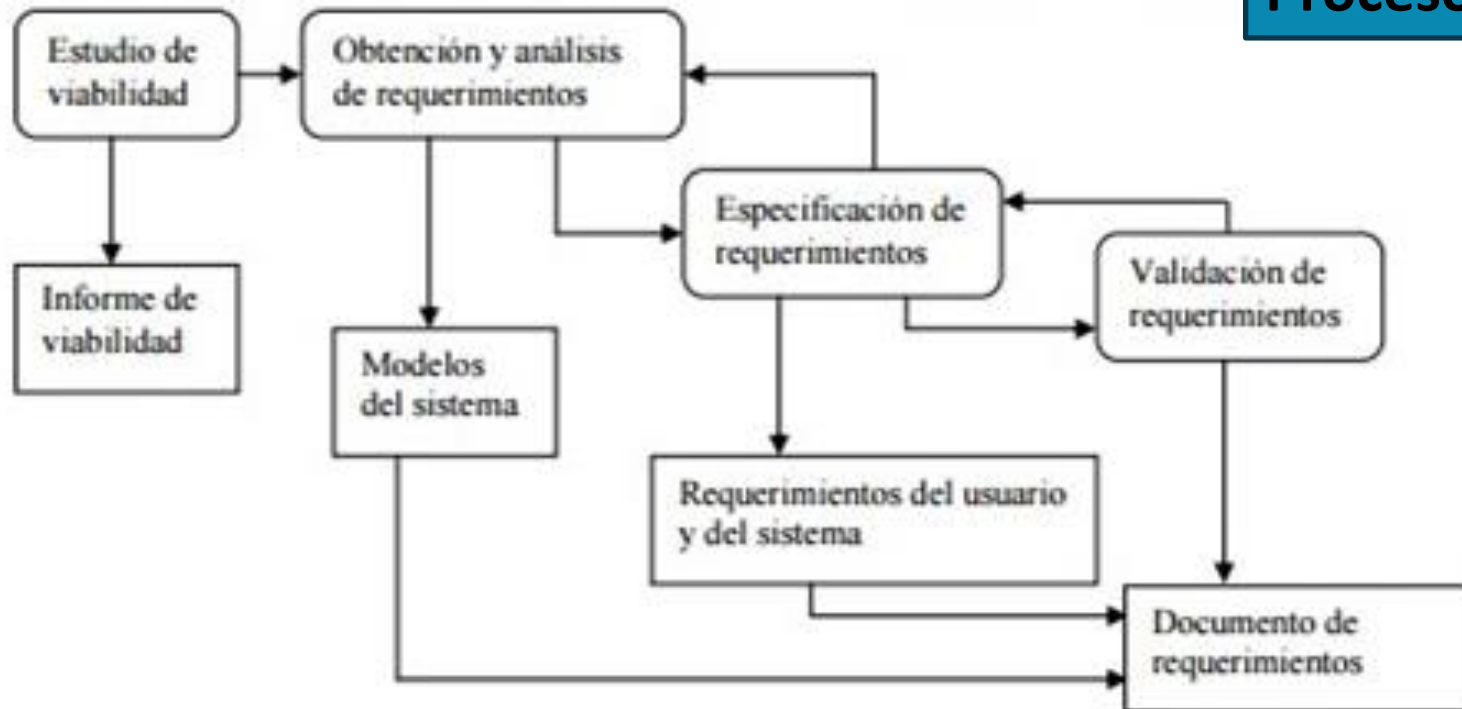 Estudio de
viabilidad
Obtención y análisis
de requerimientos
Especificación de
requerimientos
Validación de
requerimientos
Informe de
viabilidad
Modelos
del sistema
Requerimientos del usuario
y del sistema
Documento de
requerimientos